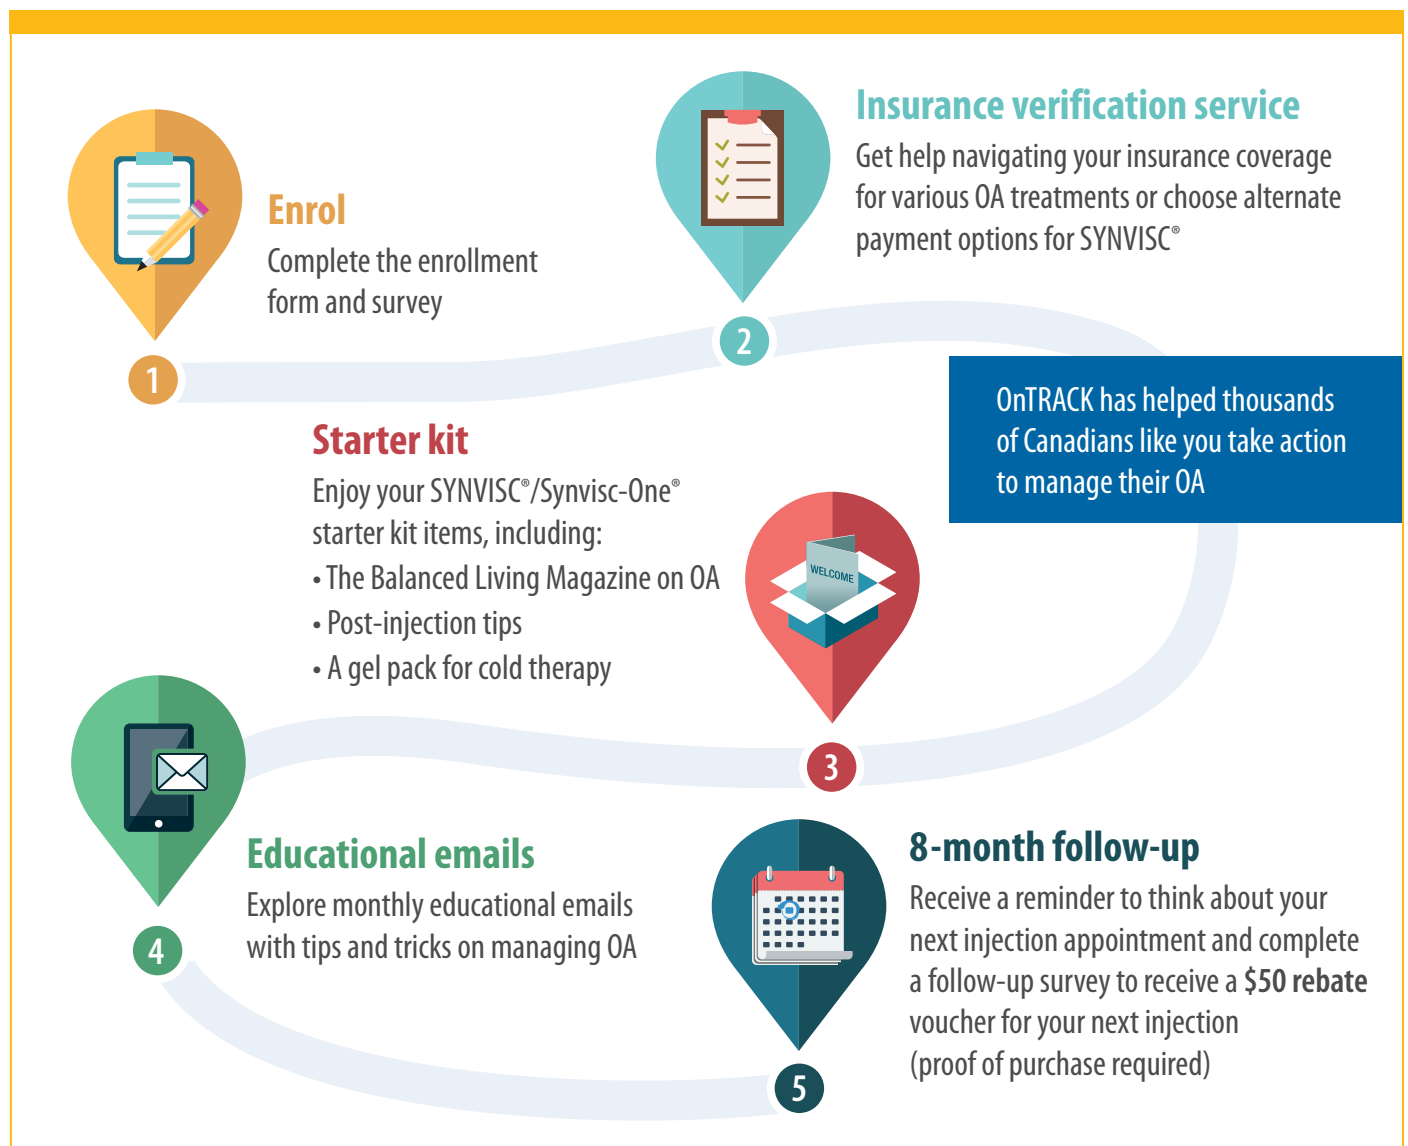 Enrol
Complete the enrollment
form and survey
1
Insurance verification service
Get help navigating your insurance coverage
for various OA treatments or choose alternate
payment options for SYNVISC®
2
OnTRACK has helped thousands
of Canadians like you take action
to manage their OA
Starter kit
Enjoy your SYNVISC®/Synvisc-One®
starter kit items, including:
• The Balanced Living Magazine on OA
• Post-injection tips
• A gel pack for cold therapy
WELCOME
3
Educational emails
Explore monthly educational emails
with tips and tricks on managing OA
4
8-month follow-up
Receive a reminder to think about your
next injection appointment and complete
a follow-up survey to receive a $50 rebate
voucher for your next injection
(proof of purchase required)
5